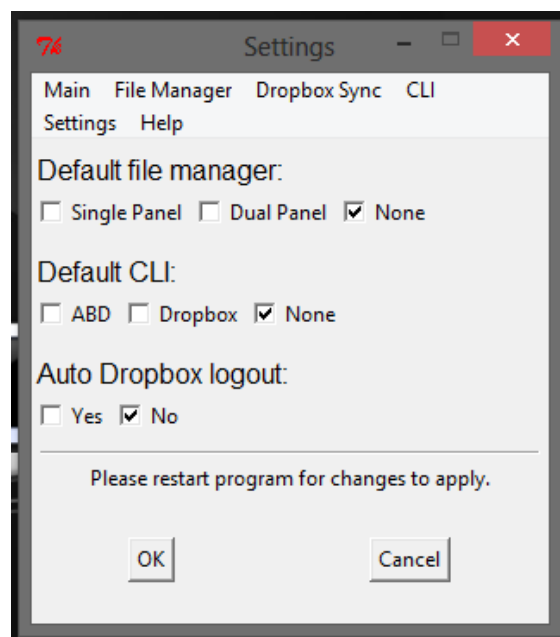 Settings
Main File Manager Dropbox Sync CLI
Settings Help
Default file manager:
Single Panel Dual Panel None
Default CLI:
ABD Dropbox None
Auto Dropbox logout:
Yes No
Please restart program for changes to apply.
OK Cancel